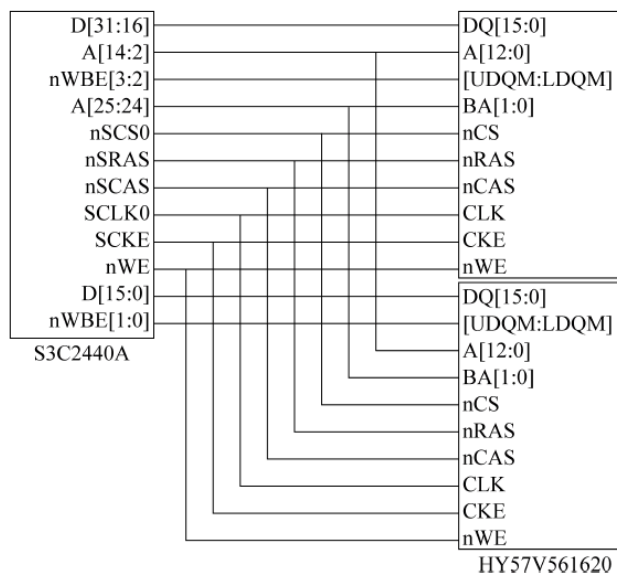 D[31:16]
A[14:2]
nWBE[3:2]
A[25:24]
nSCS0
nSRAS
nSCAS
SCLK0
SCKE
nWE
D[15:0]
nWBE[1:0]
S3C2440A
DQ[15:0]
A[12:0]
[UDQM:LDQM]
BA[1:0]
nCS
nRAS
nCAS
CLK
CKE
nWE
DQ[15:0]
[UDQM:LDQM]
A[12:0]
BA[1:0]
nCS
nRAS
nCAS
CLK
CKE
nWE
HY57V561620